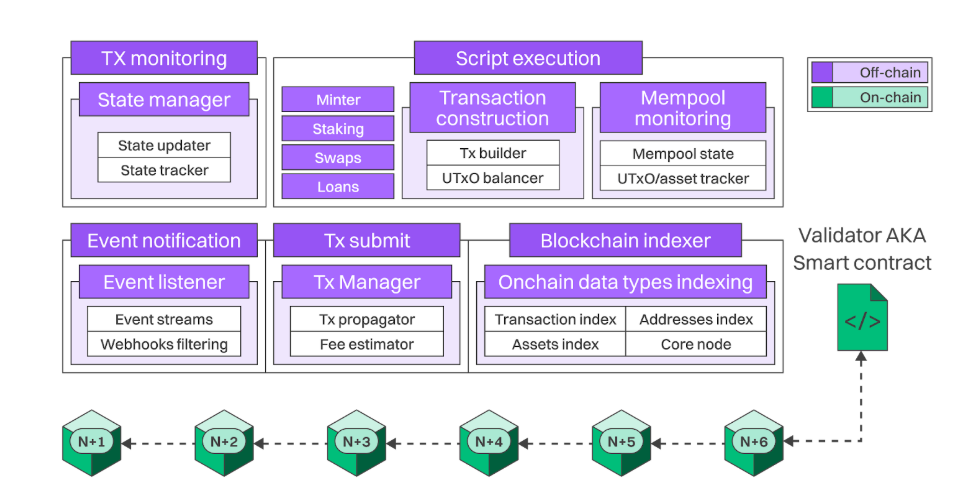 TX monitoring
State manager
State updater
State tracker
Script execution
Minter
Staking
Swaps
Loans
Transaction
construction
Tx builder
UTxO balancer
Mempool
monitoring
Mempool state
UTxO/asset tracker
Off-chain
On-chain
Event notification
Event listener
Event streams
Webhooks filtering
Tx submit
Tx Manager
Tx propagator
Fee estimator
Blockchain indexer
Onchain data types indexing
Transaction index
Addresses index
Assets index
Core node
Validator AKA
Smart contract
</>
N+1
N+2
N+3
N+4
N+5
N+6